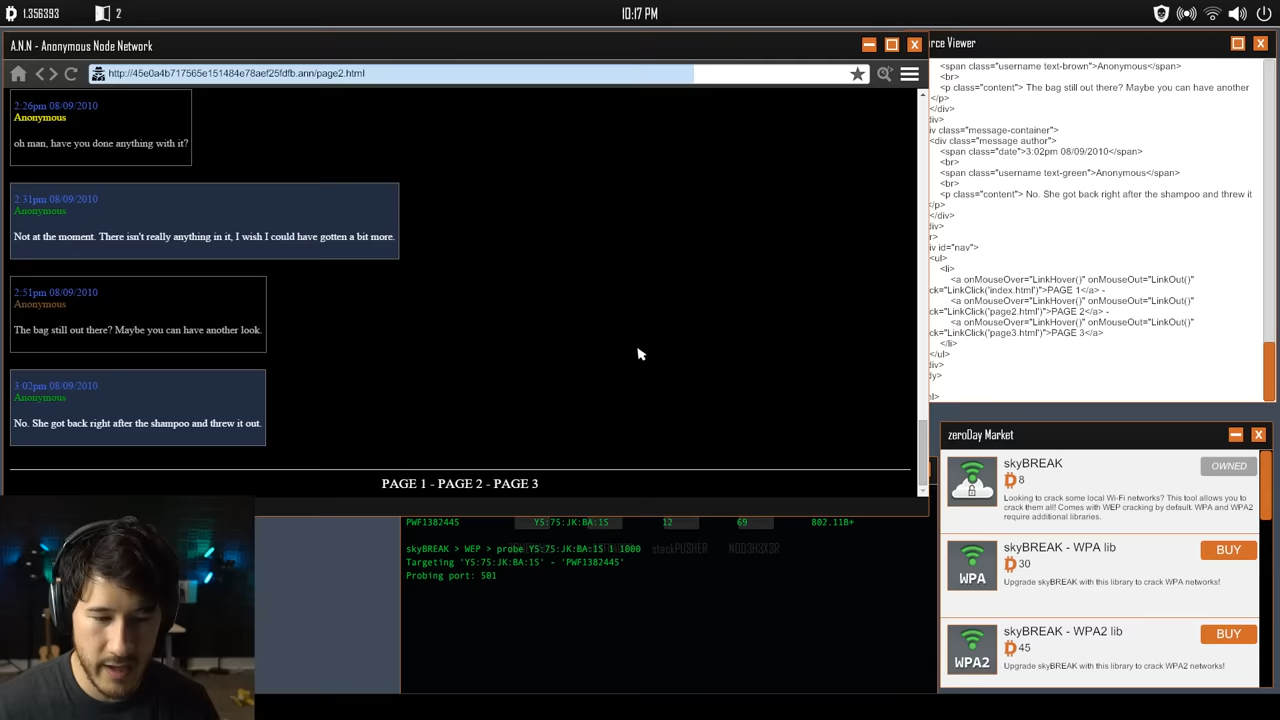 1.356393
2
10:17 PM
A.N.N - Anonymous Node Network
http://45e0a4b717565e151484e78aef25fdfb.ann/page2.html
2:26pm 08/09/2010
Anonymous
oh man, have you done anything with it?
2:31pm 08/09/2010
Anonymous
Not at the moment. There isn't really anything in it, I wish I could have gotten a bit more.
2:51pm 08/09/2010
Anonymous
The bag still out there? Maybe you can have another look.
3:02pm 08/09/2010
Anonymous
No. She got back right after the shampoo and threw it out.
PAGE 1 - PAGE 2 - PAGE 3
rce Viewer
<span class="username text-brown">Anonymous</span>
<br>
<p class="content"> The bag still out there? Maybe you can have another
</p>
</div>
div>
iv class="message-container">
<div class="message author">
<span class="date">3:02pm 08/09/2010</span>
<br>
<span class="username text-green">Anonymous</span>
<br>
<p class="content"> No. She got back right after the shampoo and threw it
</p>
</div>
div>
r>
iv id="nav">
<ul>
<li>
<a onMouseOver="LinkHover()" onMouseOut="LinkOut()"
ck="LinkClick('index.html')">PAGE 1</a> -
<a onMouseOver="LinkHover()" onMouseOut="LinkOut()"
ck="LinkClick('page2.html')">PAGE 2</a> -
<a onMouseOver="LinkHover()" onMouseOut="LinkOut()"
ck="LinkClick('page3.html')">PAGE 3</a>
</li>
</ul>
div>
dy>
ml>
PWF1382445 Y5:75:JK:BA:1S 12 69 802.11B+
skyBREAK > WEP > probe Y5:75:JK:BA:1S 1 1000
Targeting 'Y5:75:JK:BA:1S' - 'PWF1382445'
Probing port: 501
stackPUSHER
N0D3H3X3R
zeroDay Market
skyBREAK
OWNED
8
Looking to crack some local Wi-Fi networks? This tool allows you to
crack them all! Comes with WEP cracking by default. WPA and WPA2
require additional libraries.
WPA
skyBREAK - WPA lib
BUY
30
Upgrade skyBREAK with this library to crack WPA networks!
WPA2
skyBREAK - WPA2 lib
BUY
45
Upgrade skyBREAK with this library to crack WPA2 networks!